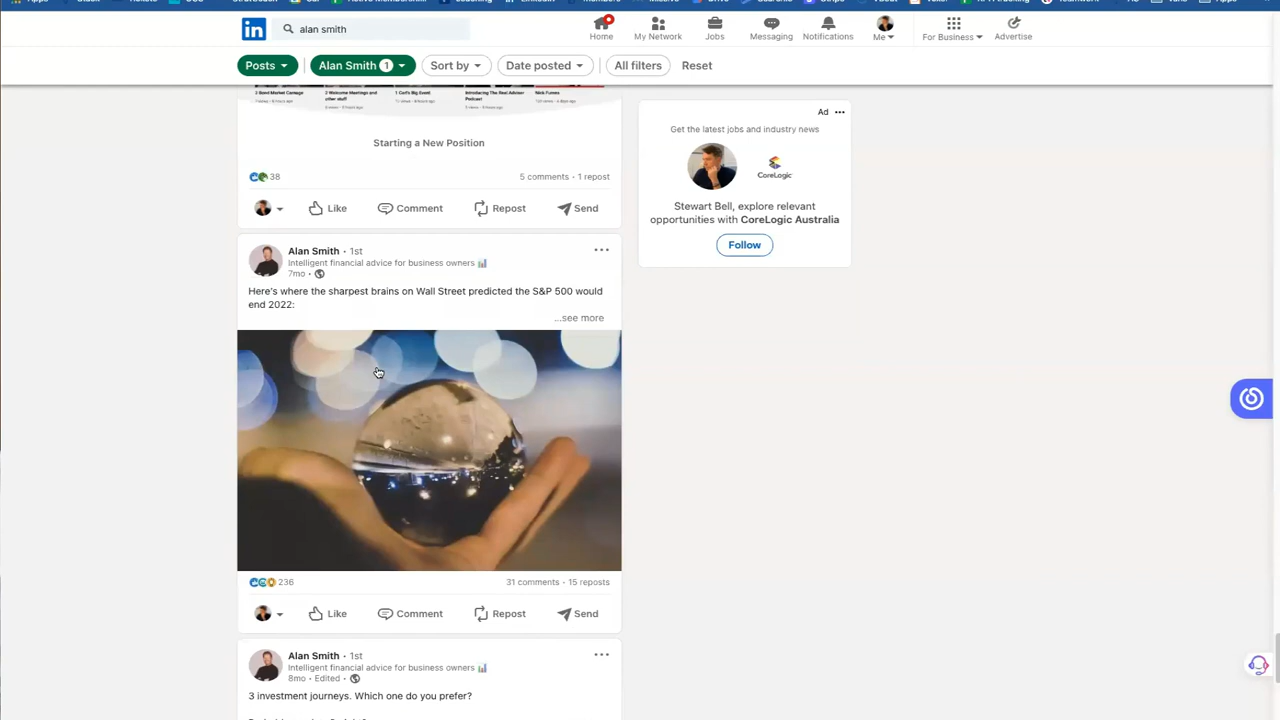 in
alan smith
Home
My Network
Jobs
Messaging
Notifications
Me
For Business
Advertise
Posts
Alan Smith 1
Sort by
Date posted
All filters
Reset
Starting a New Position
38
5 comments · 1 repost
Like
Comment
Repost
Send
Ad
Get the latest jobs and industry news
CoreLogic
Stewart Bell, explore relevant
opportunities with CoreLogic Australia
Follow
Alan Smith · 1st
Intelligent financial advice for business owners
7mo ·
Here's where the sharpest brains on Wall Street predicted the S&P 500 would
end 2022:
...see more
236
31 comments · 15 reposts
Like
Comment
Repost
Send
Alan Smith · 1st
Intelligent financial advice for business owners
8mo · Edited ·
3 investment journeys. Which one do you prefer?